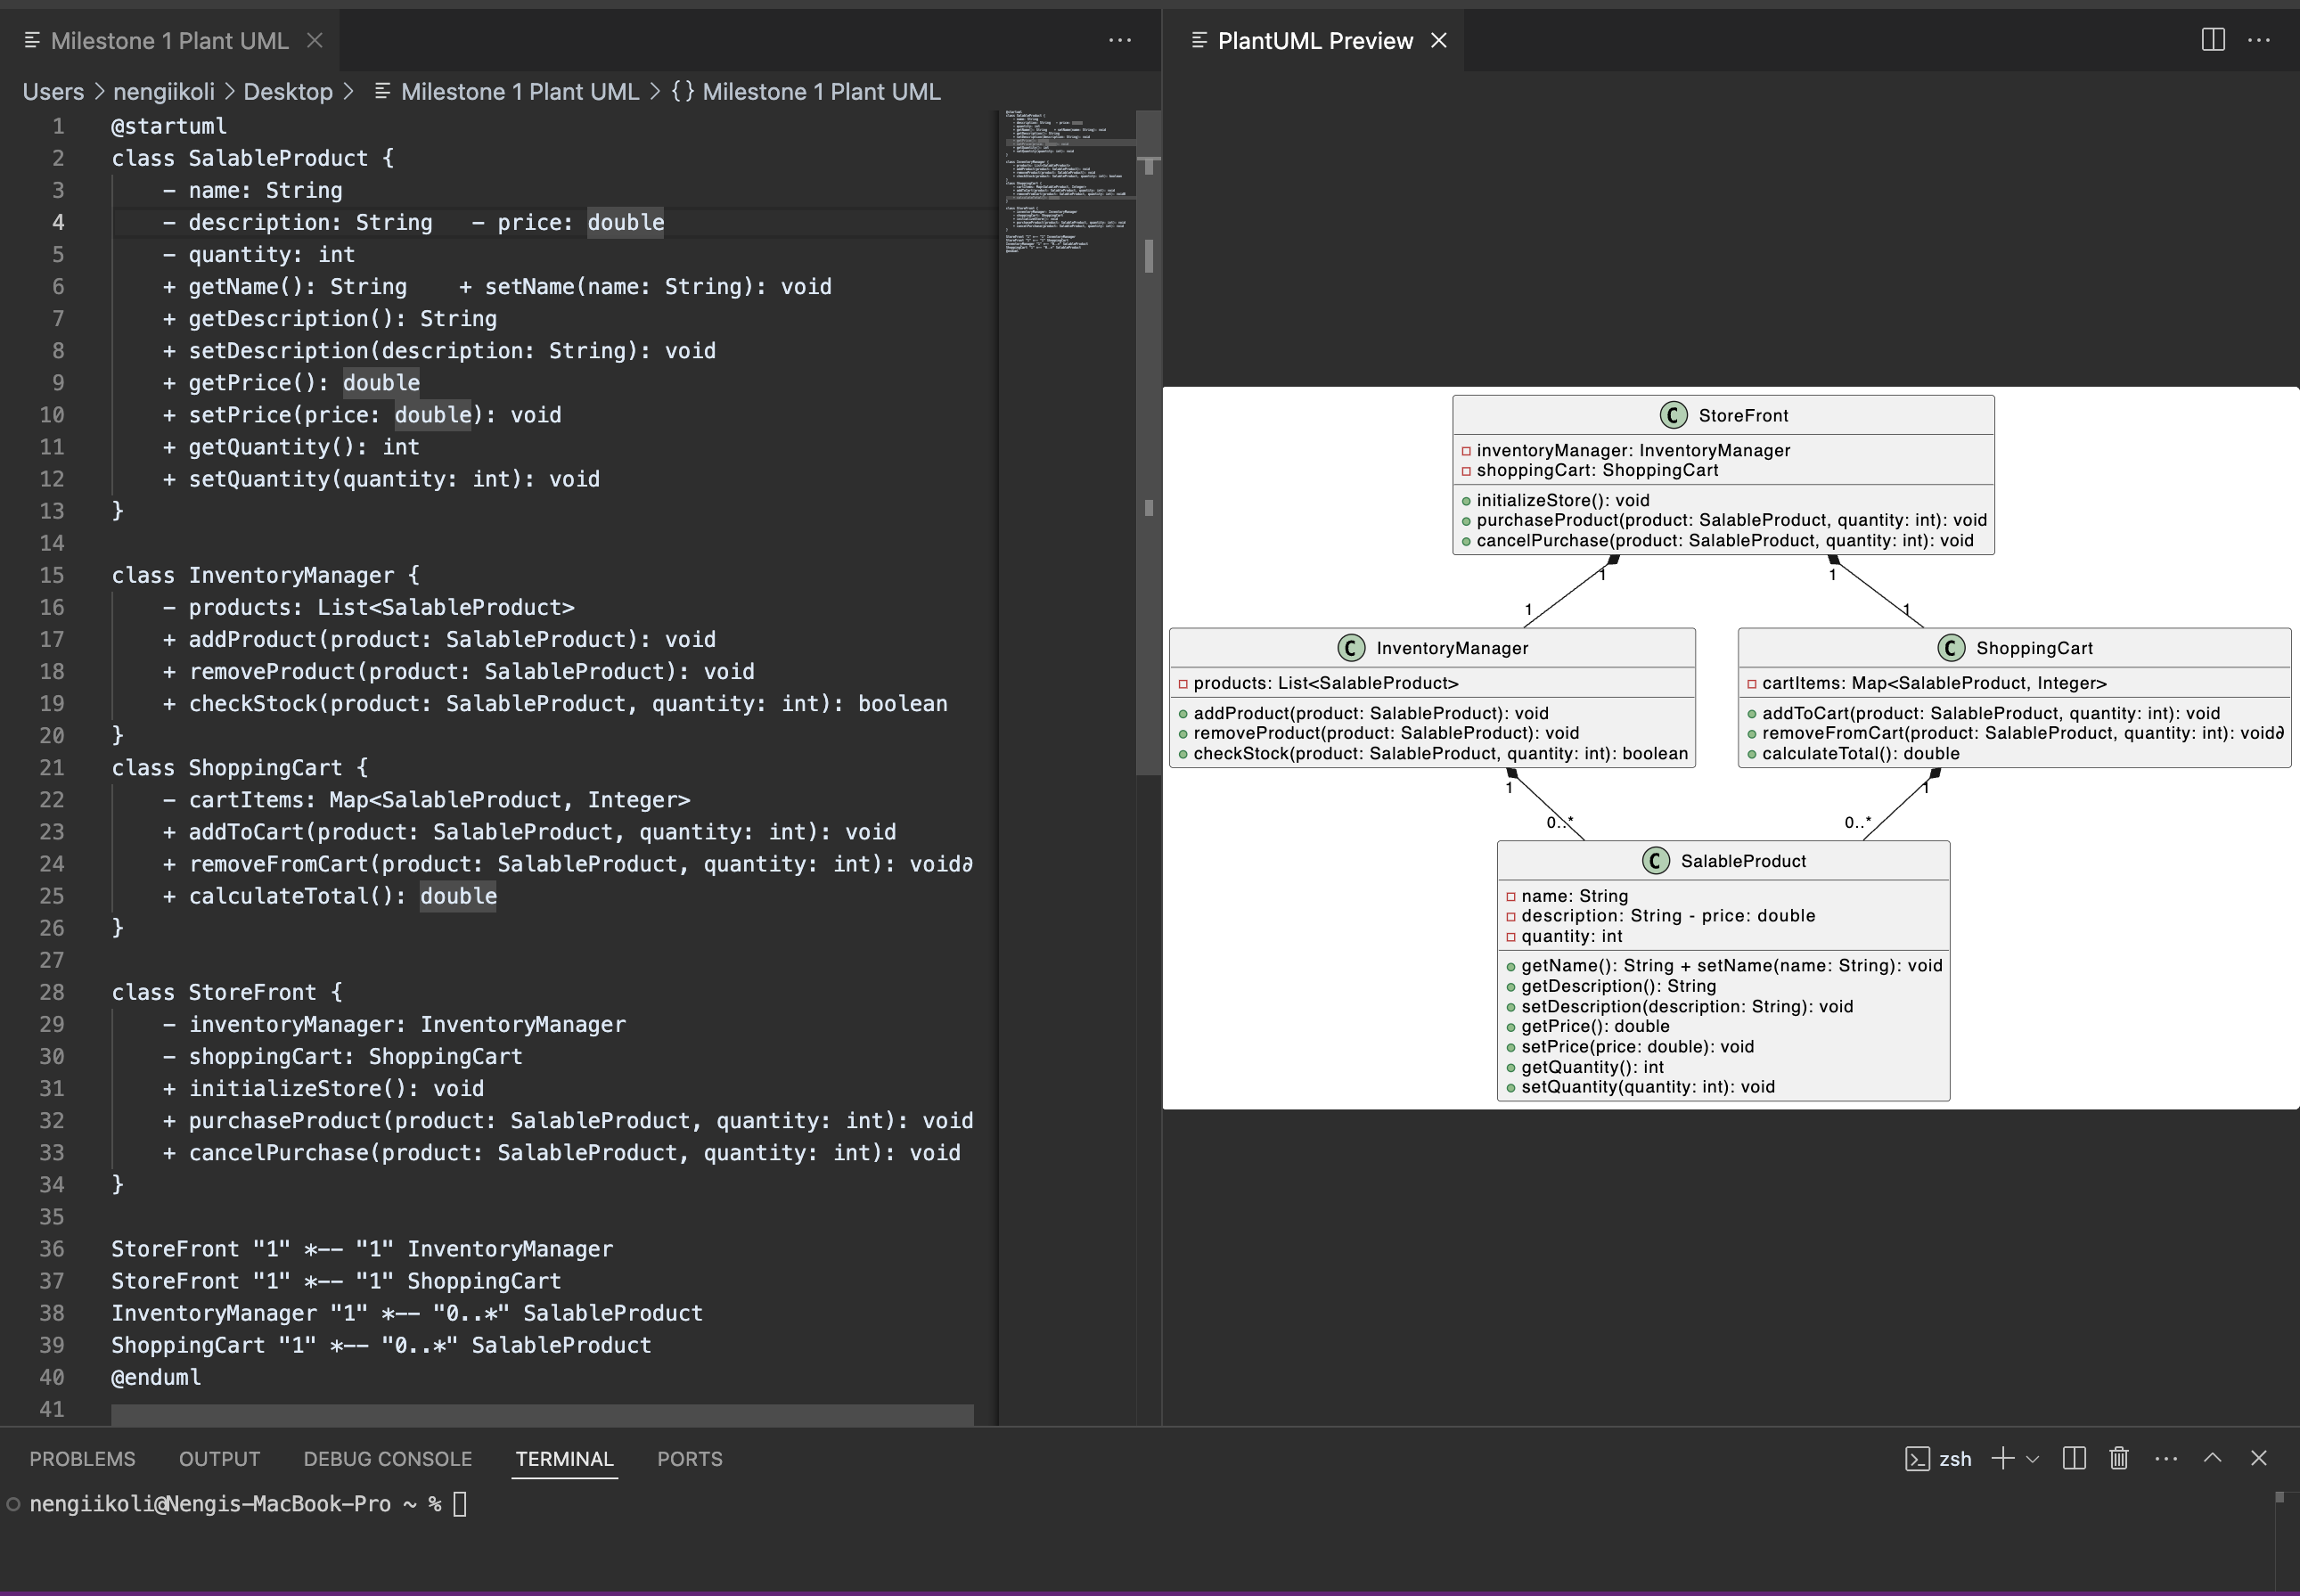 Milestone 1 Plant UML
Users > nengiikoli > Desktop > Milestone 1 Plant UML > {} Milestone 1 Plant UML
1 @startuml
2 class SalableProduct {
3 - name: String
4 - description: String - price: double
5 - quantity: int
6 + getName(): String + setName(name: String): void
7 + getDescription(): String
8 + setDescription(description: String): void
9 + getPrice(): double
10 + setPrice(price: double): void
11 + getQuantity(): int
12 + setQuantity(quantity: int): void
13 }
14
15 class InventoryManager {
16 - products: List<SalableProduct>
17 + addProduct(product: SalableProduct): void
18 + removeProduct(product: SalableProduct): void
19 + checkStock(product: SalableProduct, quantity: int): boolean
20 }
21 class ShoppingCart {
22 - cartItems: Map<SalableProduct, Integer>
23 + addToCart(product: SalableProduct, quantity: int): void
24 + removeFromCart(product: SalableProduct, quantity: int): void∂
25 + calculateTotal(): double
26 }
27
28 class StoreFront {
29 - inventoryManager: InventoryManager
30 - shoppingCart: ShoppingCart
31 + initializeStore(): void
32 + purchaseProduct(product: SalableProduct, quantity: int): void
33 + cancelPurchase(product: SalableProduct, quantity: int): void
34 }
35
36 StoreFront "1" *-- "1" InventoryManager
37 StoreFront "1" *-- "1" ShoppingCart
38 InventoryManager "1" *-- "0..*" SalableProduct
39 ShoppingCart "1" *-- "0..*" SalableProduct
40 @enduml
41
PlantUML Preview
C StoreFront
inventoryManager: InventoryManager
shoppingCart: ShoppingCart
initializeStore(): void
purchaseProduct(product: SalableProduct, quantity: int): void
cancelPurchase(product: SalableProduct, quantity: int): void
1 1
1 1
C InventoryManager
products: List<SalableProduct>
addProduct(product: SalableProduct): void
removeProduct(product: SalableProduct): void
checkStock(product: SalableProduct, quantity: int): boolean
C ShoppingCart
cartItems: Map<SalableProduct, Integer>
addToCart(product: SalableProduct, quantity: int): void
removeFromCart(product: SalableProduct, quantity: int): void∂
calculateTotal(): double
1 1
0..* 0..*
C SalableProduct
name: String
description: String - price: double
quantity: int
getName(): String + setName(name: String): void
getDescription(): String
setDescription(description: String): void
getPrice(): double
setPrice(price: double): void
getQuantity(): int
setQuantity(quantity: int): void
PROBLEMS OUTPUT DEBUG CONSOLE TERMINAL PORTS
zsh
nengiikoli@Nengis-MacBook-Pro ~ %